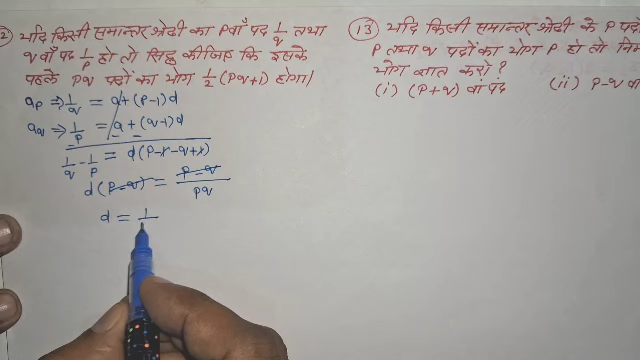 2) यदि किसी समान्तर श्रेढी का Pवाँ पद 1/q तथा
qवाँ पद 1/P हो तो सिद्ध कीजिए कि इसके
पहले Pq पदों का योग 1/2 (Pq+1) होगा।
aP ⇒ 1/q = a+(P-1)d
aq ⇒ 1/P = a+(q-1)d
1/q - 1/P = d(P-1-q+1)
d(P-q) = P-q/Pq
d = 1/
13) यदि किसी समान्तर श्रेढी के P पदो
P तथा q पदों का योग P हो तो
योग ज्ञात करो?
(i) (P+q) वाँ पद (ii) P-q वाँ